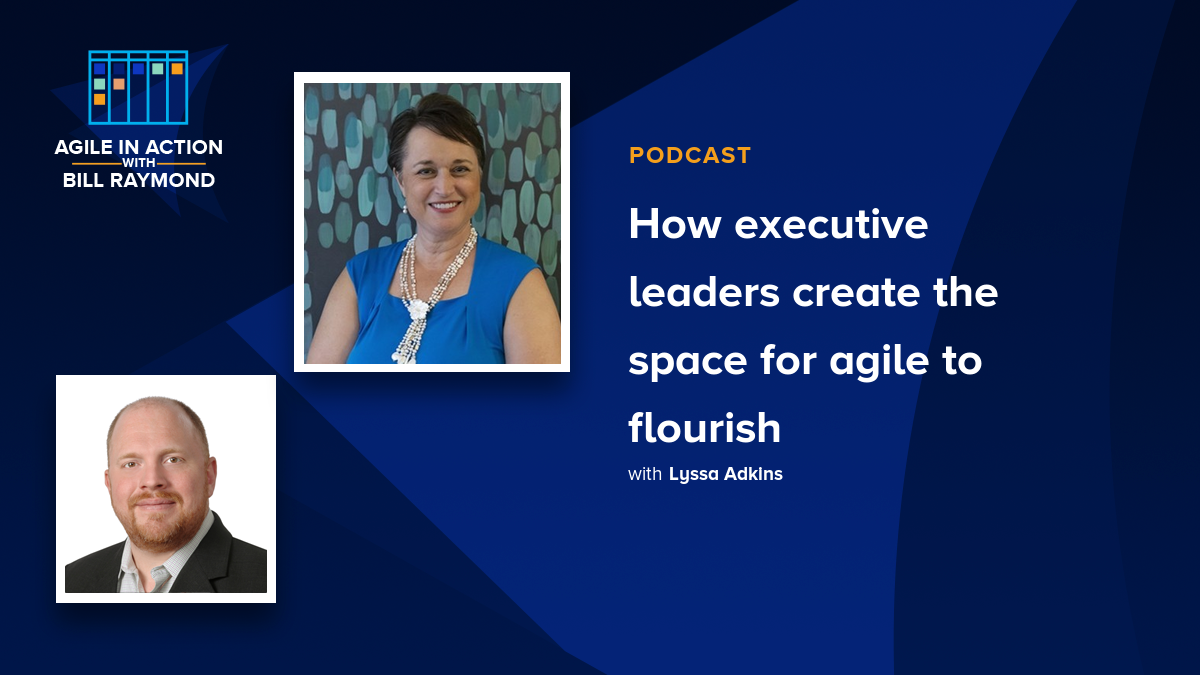 AGILE IN ACTION
WITH
BILL RAYMOND
PODCAST
How executive
leaders create the
space for agile to
flourish
with Lyssa Adkins